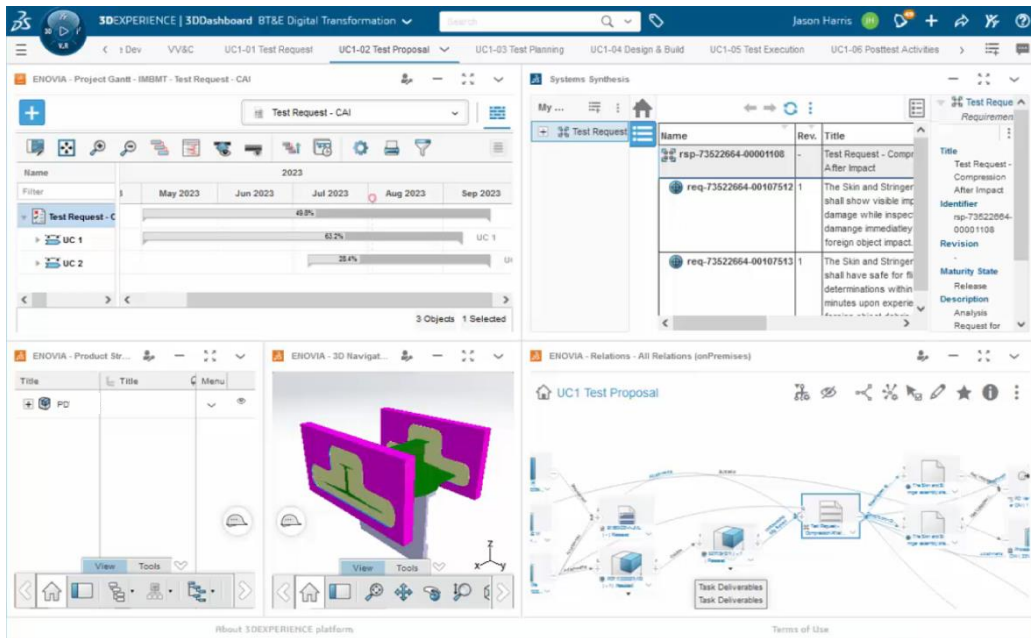 3DEXPERIENCE | 3DDashboard BT&E Digital Transformation
Search
Jason Harris
Dev VV&C UC1-01 Test Request UC1-02 Test Proposal UC1-03 Test Planning UC1-04 Design & Build UC1-05 Test Execution UC1-06 Posttest Activities
ENOVIA - Project Gantt - IMBMT - Test Request - CAI
Test Request - CAI
Name
2023
Filter
May 2023 Jun 2023 Jul 2023 Aug 2023 Sep 2023
Test Request - C
49.8%
UC 1
63.2%
UC 1
UC 2
28.4%
3 Objects 1 Selected
Systems Synthesis
My ...
Test Request
Name Rev. Title
rsp-73522664-00001108 - Test Request - Compr
After Impact
req-73522664-00107512 1 The Skin and Stringer
shall show visible imp
damage while inspec
damange immediatley
foreign object impact.
req-73522664-00107513 1 The Skin and Stringer
shall have safe for fli
determinations within
minutes upon experie
foreign object debris
Test Reque
Requiremen
Title
Test Request -
Compression
After Impact
Identifier
rsp-73522664-
00001108
Revision
-
Maturity State
Release
Description
Analysis
Request for
ENOVIA - Product Str...
Title Title Menu
PD
View Tools
ENOVIA - 3D Navigat...
Z
X Y
View Tools
ENOVIA - Relations - All Relations (onPremises)
UC1 Test Proposal
Task Deliverables
Task Deliverables
About 3DEXPERIENCE platform
Terms of Use